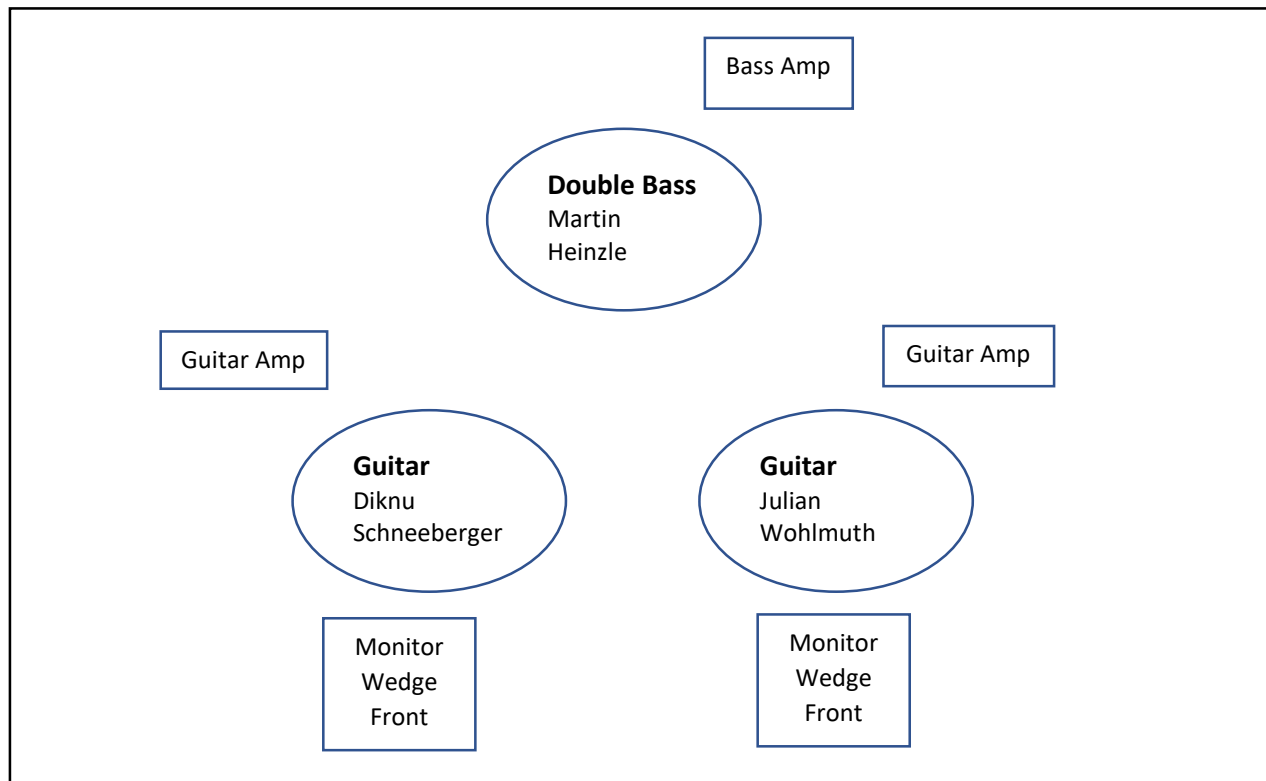 Bass Amp
Double Bass
Martin
Heinzle
Guitar Amp
Guitar Amp
Guitar
Diknu
Schneeberger
Guitar
Julian
Wohlmuth
Monitor
Wedge
Front
Monitor
Wedge
Front